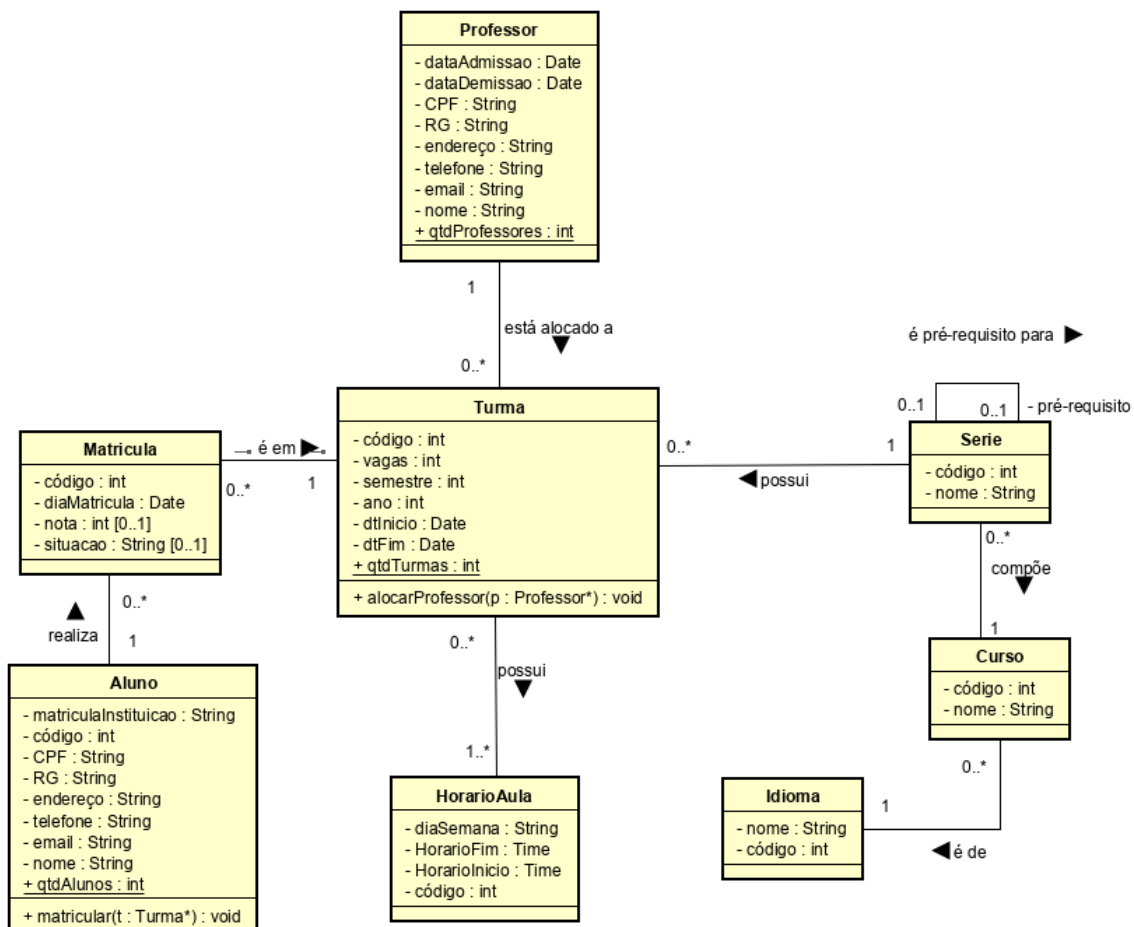 Professor
- dataAdmissao : Date
- dataDemissao : Date
- CPF : String
- RG : String
- endereço : String
- telefone : String
- email : String
- nome : String
+ qtdProfessores : int
1
está alocado a
0..*
é pré-requisito para
0..1
0..1
- pré-requisito
Turma
- código : int
- vagas : int
- semestre : int
- ano : int
- dtInicio : Date
- dtFim : Date
+ qtdTurmas : int
+ alocarProfessor(p : Professor*) : void
Matricula
- código : int
- diaMatricula : Date
- nota : int [0..1]
- situacao : String [0..1]
é em
0..*
1
0..*
1
possui
Serie
- código : int
- nome : String
0..*
compõe
1
0..*
realiza
1
Aluno
- matriculaInstituicao : String
- código : int
- CPF : String
- RG : String
- endereço : String
- telefone : String
- email : String
- nome : String
+ qtdAlunos : int
+ matricular(t : Turma*) : void
0..*
possui
1..*
HorarioAula
- diaSemana : String
- HorarioFim : Time
- HorarioInicio : Time
- código : int
Curso
- código : int
- nome : String
0..*
1
é de
Idioma
- nome : String
- código : int